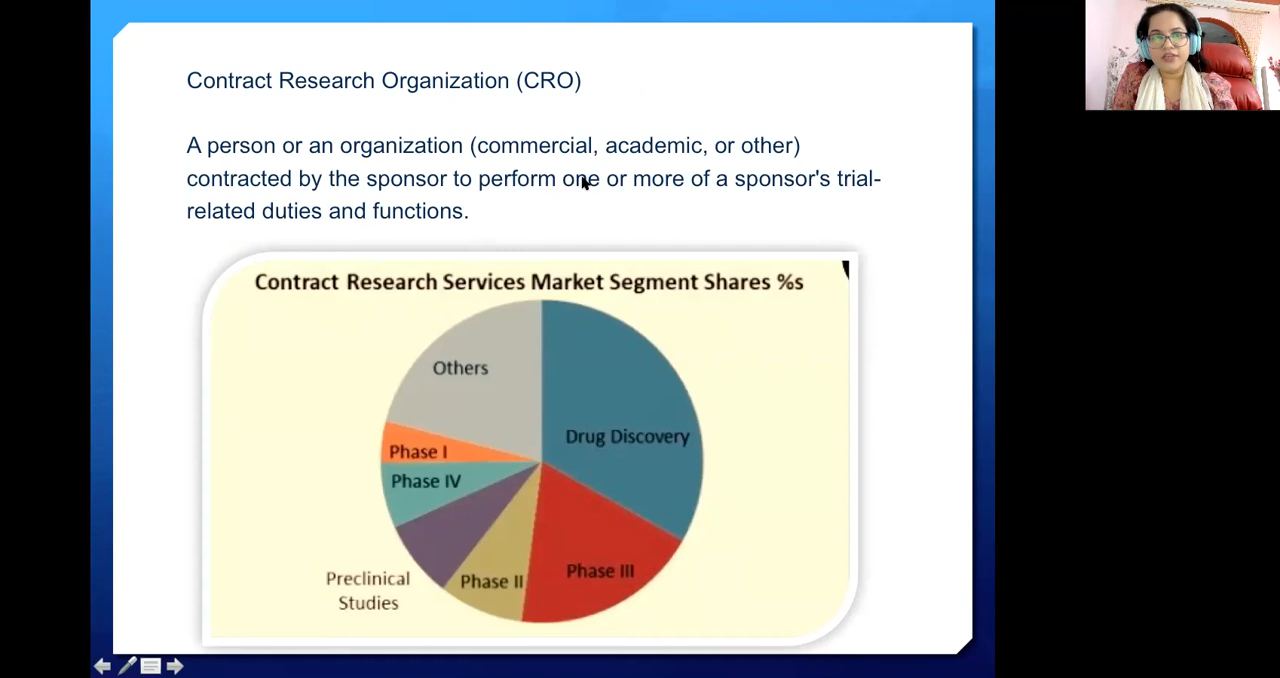 Contract Research Organization (CRO)
A person or an organization (commercial, academic, or other)
contracted by the sponsor to perform one or more of a sponsor's trial-
related duties and functions.
Contract Research Services Market Segment Shares %s
Others
Drug Discovery
Phase I
Phase IV
Phase III
Preclinical
Studies
Phase II